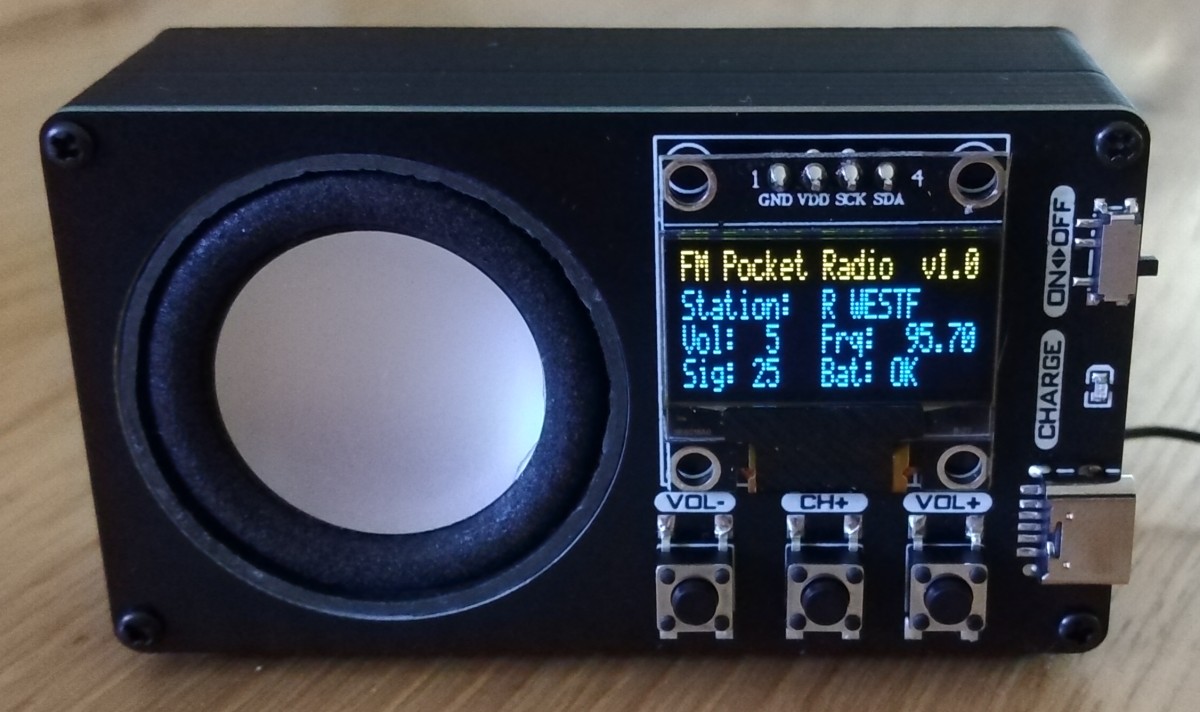 1 4
GND VDD SCK SDA
FM Pocket Radio v1.0
Station: R WESTF
Vol: 5 Frq: 95.70
Sig: 25 Bat: OK
ON◀▶OFF
CHARGE
VOL- CH+ VOL+